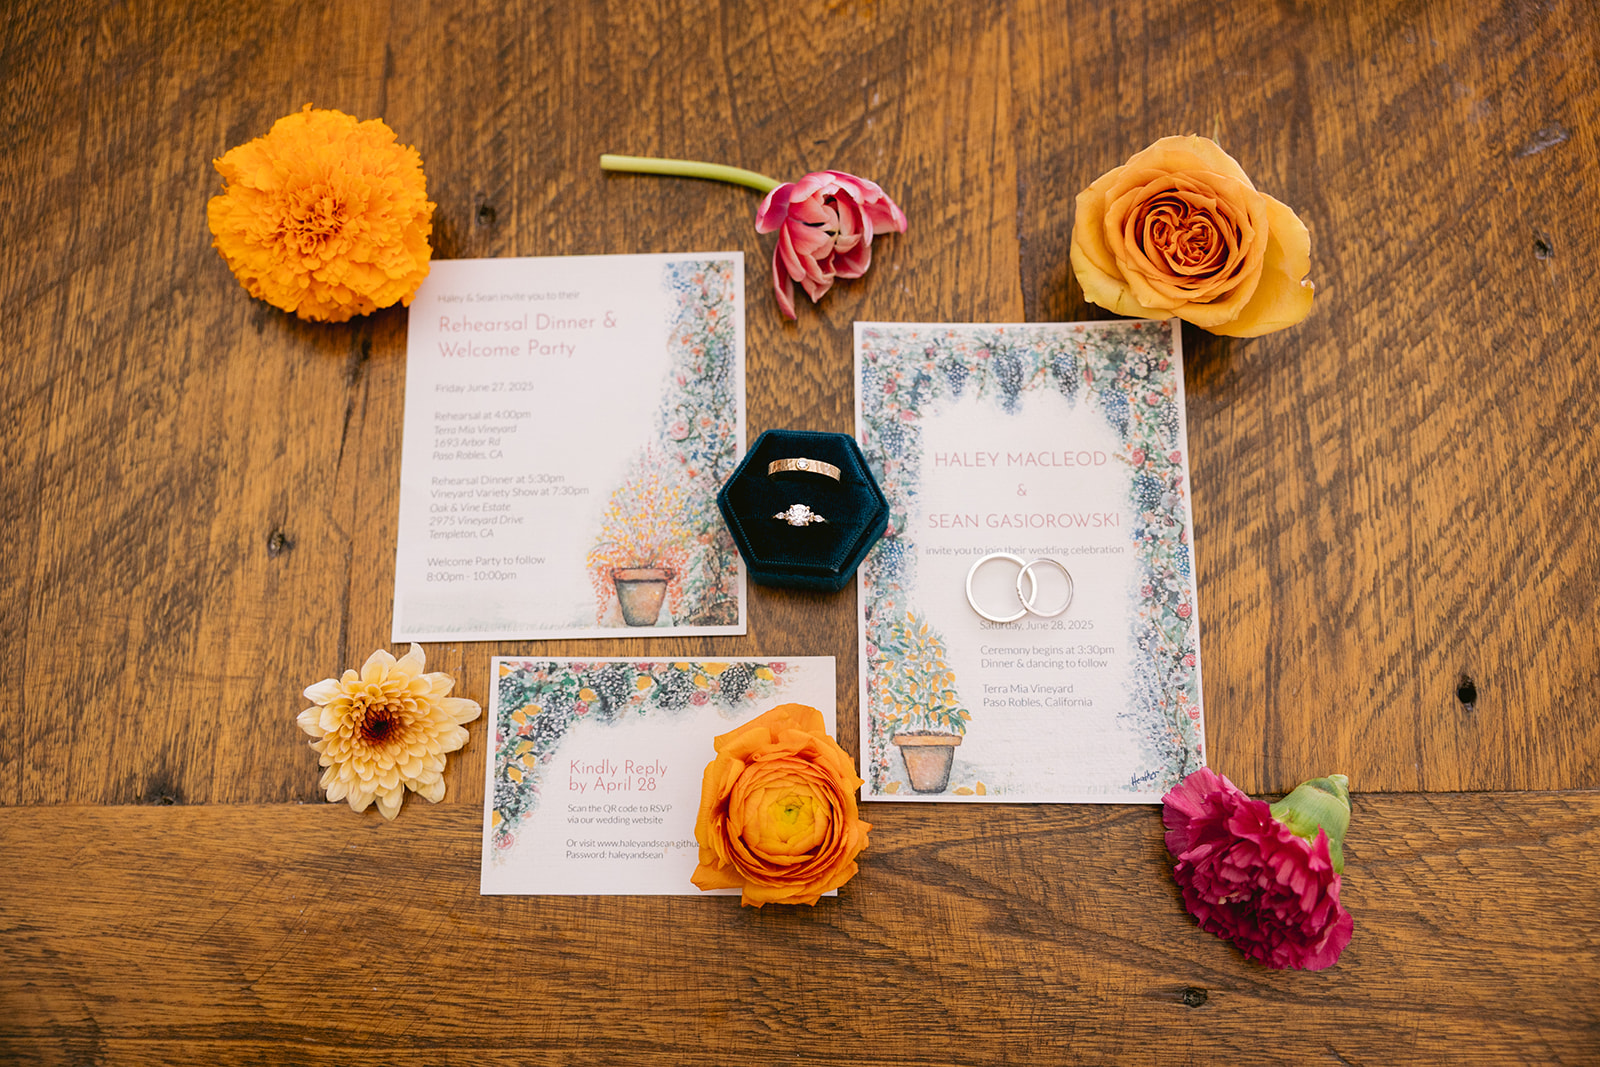 Haley & Sean invite you to their
Rehearsal Dinner &
Welcome Party
Friday June 27, 2025
Rehearsal at 4:00pm
Terra Mia Vineyard
1693 Arbor Rd
Paso Robles, CA
Rehearsal Dinner at 5:30pm
Vineyard Variety Show at 7:30pm
Oak & Vine Estate
2975 Vineyard Drive
Templeton, CA
Welcome Party to follow
8:00pm - 10:00pm
HALEY MACLEOD
&
SEAN GASIOROWSKI
invite you to join their wedding celebration
Saturday, June 28, 2025
Ceremony begins at 3:30pm
Dinner & dancing to follow
Terra Mia Vineyard
Paso Robles, California
Heather
Kindly Reply
by April 28
Scan the QR code to RSVP
via our wedding website
Or visit www.haleyandsean.githu
Password: haleyandsean